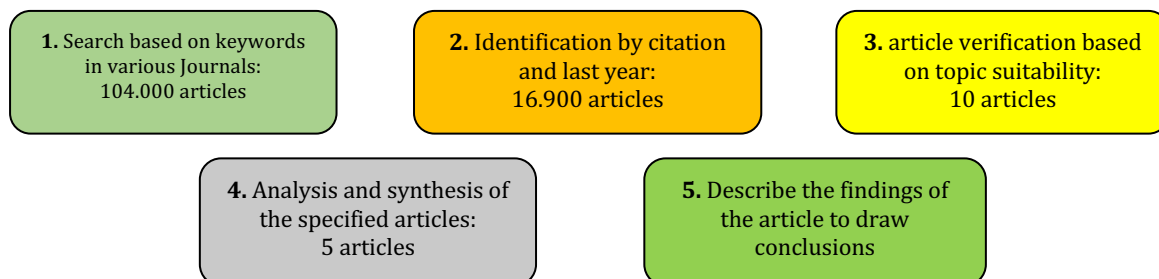 1. Search based on keywords
in various Journals:
104.000 articles
2. Identification by citation
and last year:
16.900 articles
3. article verification based
on topic suitability:
10 articles
4. Analysis and synthesis of
the specified articles:
5 articles
5. Describe the findings of
the article to draw
conclusions